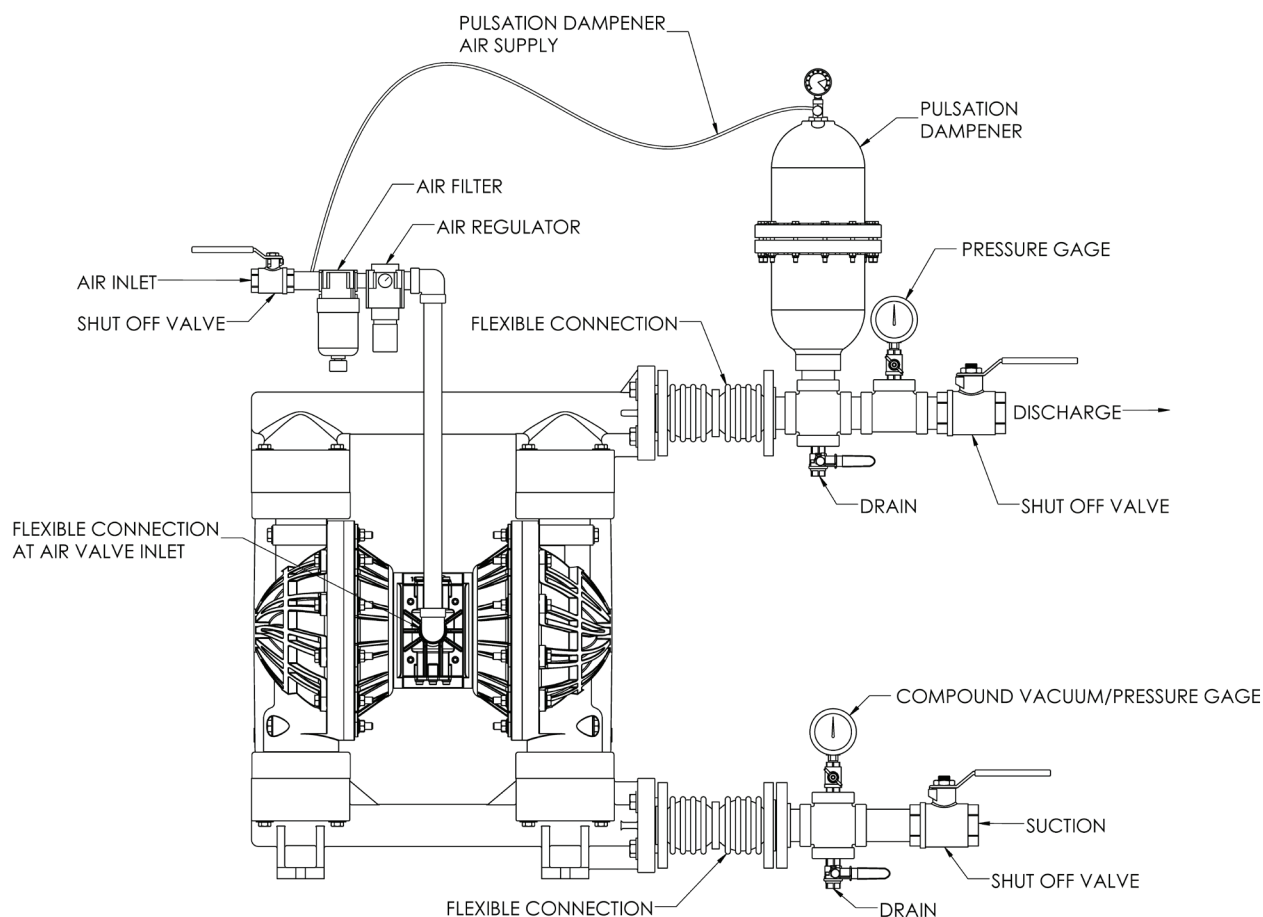 PULSATION DAMPENER
AIR SUPPLY
PULSATION
DAMPENER
AIR FILTER
AIR REGULATOR
PRESSURE GAGE
AIR INLET
SHUT OFF VALVE
FLEXIBLE CONNECTION
DISCHARGE
DRAIN
SHUT OFF VALVE
FLEXIBLE CONNECTION
AT AIR VALVE INLET
COMPOUND VACUUM/PRESSURE GAGE
SUCTION
SHUT OFF VALVE
FLEXIBLE CONNECTION
DRAIN